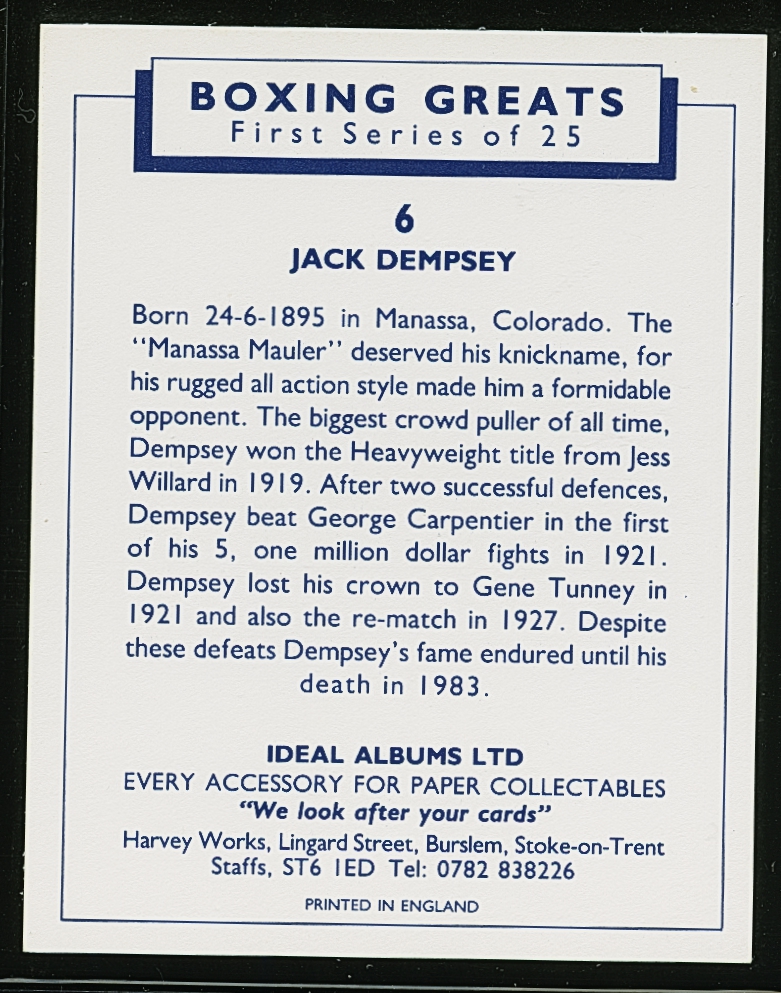 BOXING GREATS
First Series of 25
6
JACK DEMPSEY
Born 24-6-1895 in Manassa, Colorado. The
“Manassa Mauler” deserved his knickname, for
his rugged all action style made him a formidable
opponent. The biggest crowd puller of all time,
Dempsey won the Heavyweight title from Jess
Willard in 1919. After two successful defences,
Dempsey beat George Carpentier in the first
of his 5, one million dollar fights in 1921.
Dempsey lost his crown to Gene Tunney in
1921 and also the re-match in 1927. Despite
these defeats Dempsey’s fame endured until his
death in 1983.
IDEAL ALBUMS LTD
EVERY ACCESSORY FOR PAPER COLLECTABLES
“We look after your cards”
Harvey Works, Lingard Street, Burslem, Stoke-on-Trent
Staffs, ST6 1ED Tel: 0782 838226
PRINTED IN ENGLAND